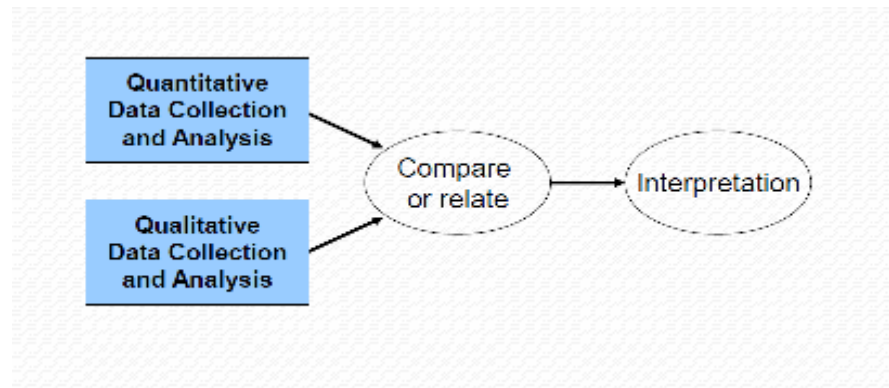 Quantitative
Data Collection
and Analysis
Qualitative
Data Collection
and Analysis
Compare
or relate
Interpretation